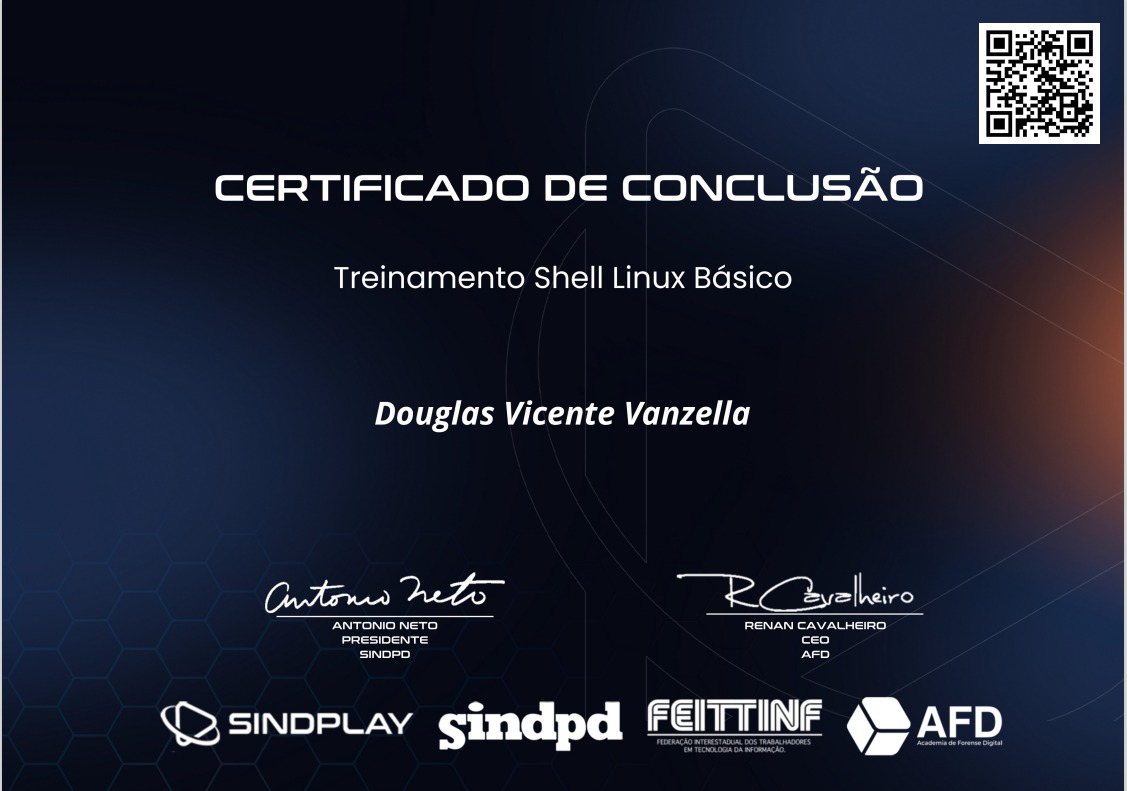 CERTIFICADO DE CONCLUSÃO
Treinamento Shell Linux Básico
Douglas Vicente Vanzella
Antonio Neto
ANTONIO NETO
PRESIDENTE
SINDPD
R Cavalheiro
RENAN CAVALHEIRO
CEO
AFD
SINDPLAY
sindpd
FEITTINF
FEDERAÇÃO INTERESTADUAL DOS TRABALHADORES
EM TECNOLOGIA DA INFORMAÇÃO.
AFD
Academia de Forense Digital